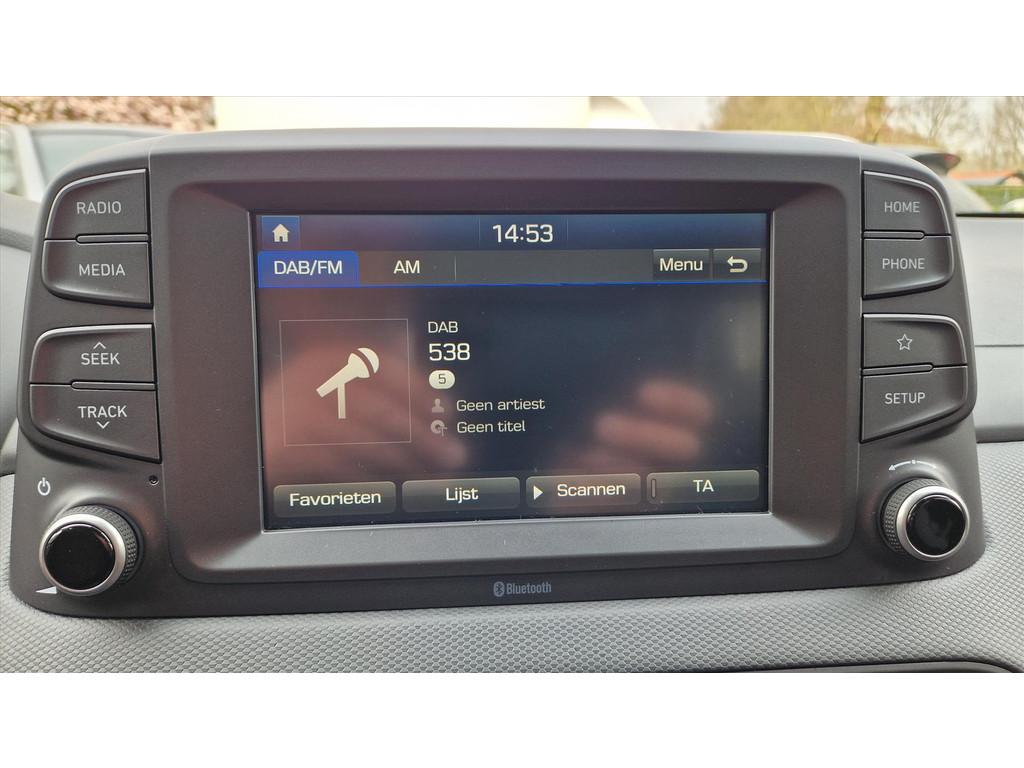 RADIO
MEDIA
SEEK
TRACK
14:53
DAB/FM
AM
Menu
DAB
538
5
Geen artiest
Geen titel
Favorieten
Lijst
Scannen
TA
HOME
PHONE
SETUP
Bluetooth